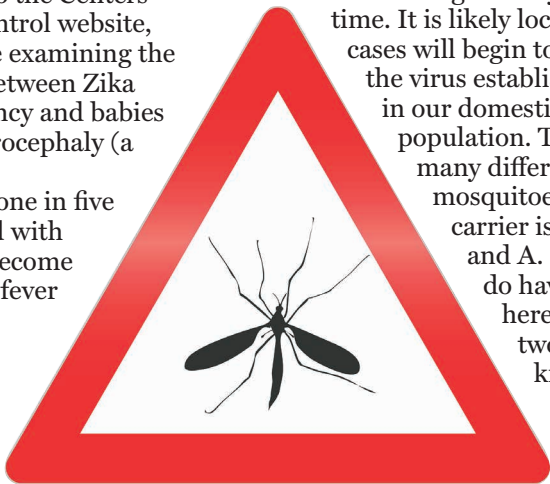 o the Centers
ntrol website,
e examining the
etween Zika
ncy and babies
rocephaly (a
one in five
d with
ecome
fever
time. It is likely loc
cases will begin to
the virus establi
in our domesti
population. T
many differ
mosquitoe
carrier is
and A.
do hav
here
two
k